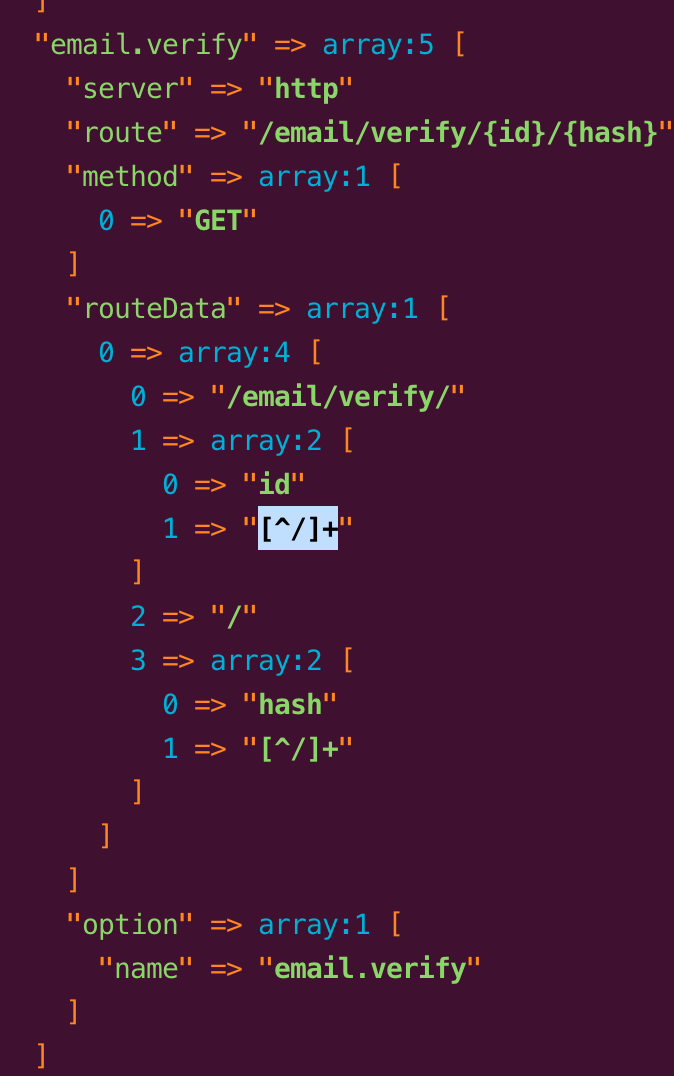 ]
"email.verify" => array:5 [
"server" => "http"
"route" => "/email/verify/{id}/{hash}"
"method" => array:1 [
0 => "GET"
]
"routeData" => array:1 [
0 => array:4 [
0 => "/email/verify/"
1 => array:2 [
0 => "id"
1 => "[^/]+"
]
2 => "/"
3 => array:2 [
0 => "hash"
1 => "[^/]+"
]
]
]
"option" => array:1 [
"name" => "email.verify"
]
]